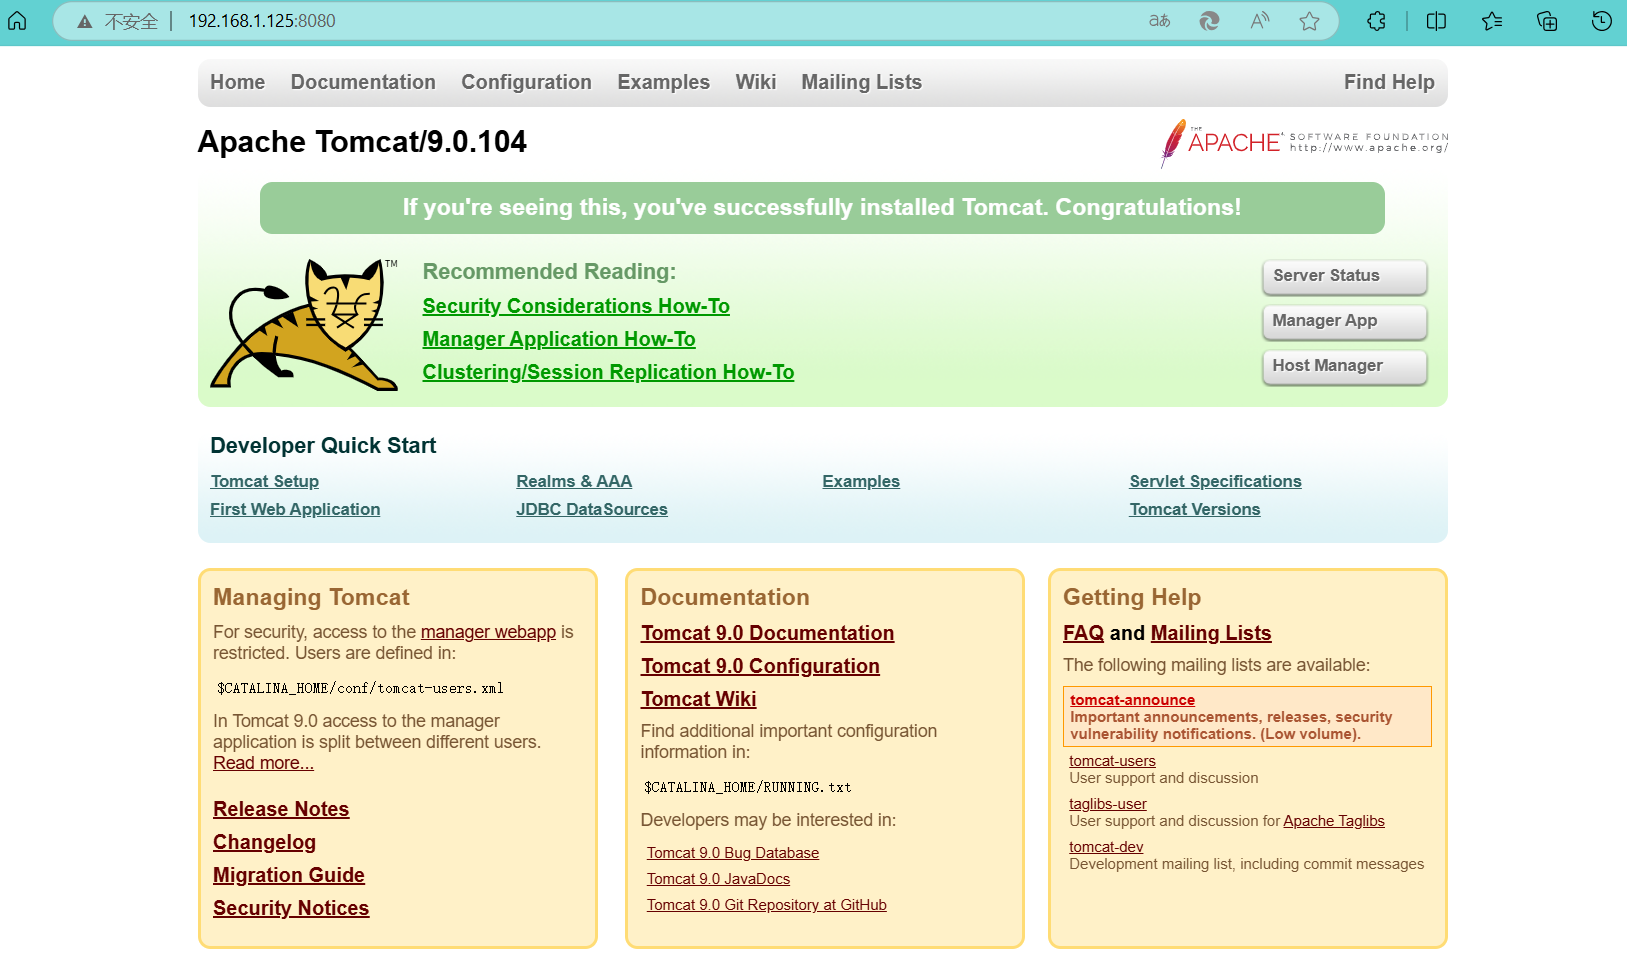 不安全 | 192.168.1.125:8080
Home Documentation Configuration Examples Wiki Mailing Lists Find Help
Apache Tomcat/9.0.104
THE APACHE SOFTWARE FOUNDATION
http://www.apache.org/
If you're seeing this, you've successfully installed Tomcat. Congratulations!
TM
Recommended Reading:
Security Considerations How-To
Manager Application How-To
Clustering/Session Replication How-To
Server Status
Manager App
Host Manager
Developer Quick Start
Tomcat Setup
First Web Application
Realms & AAA
JDBC DataSources
Examples
Servlet Specifications
Tomcat Versions
Managing Tomcat
For security, access to the manager webapp is
restricted. Users are defined in:
$CATALINA_HOME/conf/tomcat-users.xml
In Tomcat 9.0 access to the manager
application is split between different users.
Read more...
Release Notes
Changelog
Migration Guide
Security Notices
Documentation
Tomcat 9.0 Documentation
Tomcat 9.0 Configuration
Tomcat Wiki
Find additional important configuration
information in:
$CATALINA_HOME/RUNNING.txt
Developers may be interested in:
Tomcat 9.0 Bug Database
Tomcat 9.0 JavaDocs
Tomcat 9.0 Git Repository at GitHub
Getting Help
FAQ and Mailing Lists
The following mailing lists are available:
tomcat-announce
Important announcements, releases, security
vulnerability notifications. (Low volume).
tomcat-users
User support and discussion
taglibs-user
User support and discussion for Apache Taglibs
tomcat-dev
Development mailing list, including commit messages